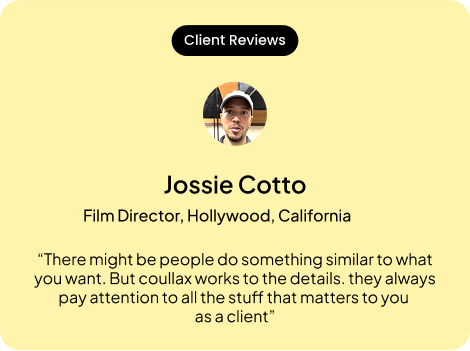 Client Reviews
Jossie Cotto
Film Director, Hollywood, California
“There might be people do something similar to what
you want. But coullax works to the details. they always
pay attention to all the stuff that matters to you
as a client”